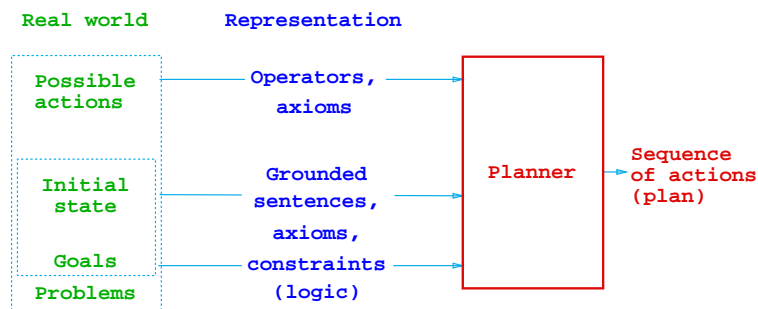 Real world
Representation
Possible
actions
Operators,
axioms
Initial
state
Grounded
sentences,
axioms,
Goals
constraints
(logic)
Problems
Planner
Sequence
of actions
(plan)